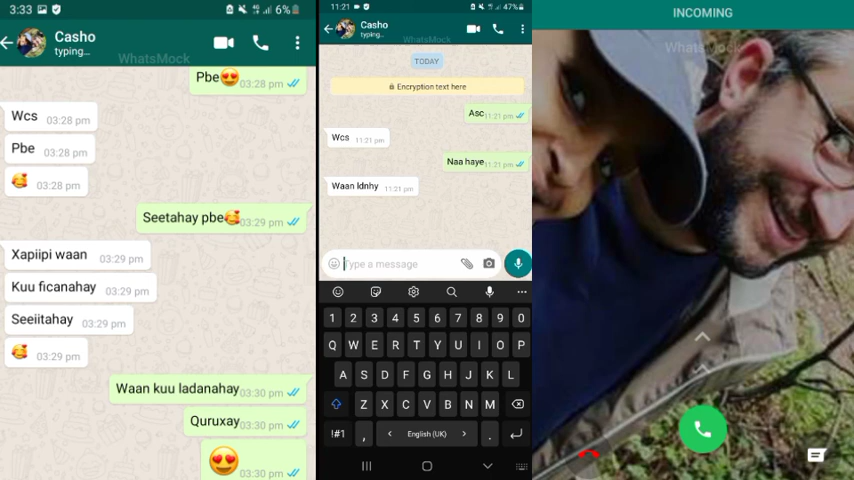 3:33
6%
Casho
typing...
WhatsMock
Pbe😍 03:28 pm
Wcs 03:28 pm
Pbe 03:28 pm
🥰 03:28 pm
Seetahay pbe🥰 03:29 pm
Xapiipi waan 03:29 pm
Kuu ficanahay 03:29 pm
Seeiitahay 03:29 pm
🥰 03:29 pm
Waan kuu ladanahay 03:30 pm
Quruxay 03:30 pm
😍 03:30 pm
11:21
47%
Casho
typing...
TODAY
Encryption text here
Asc 11:21 pm
Wcs 11:21 pm
Naa haye 11:21 pm
Waan ldnhy 11:21 pm
Type a message
1 2 3 4 5 6 7 8 9 0
Q W E R T Y U I O P
A S D F G H J K L
Z X C V B N M
!#1 , < English (UK) > .
INCOMING
WhatsMock